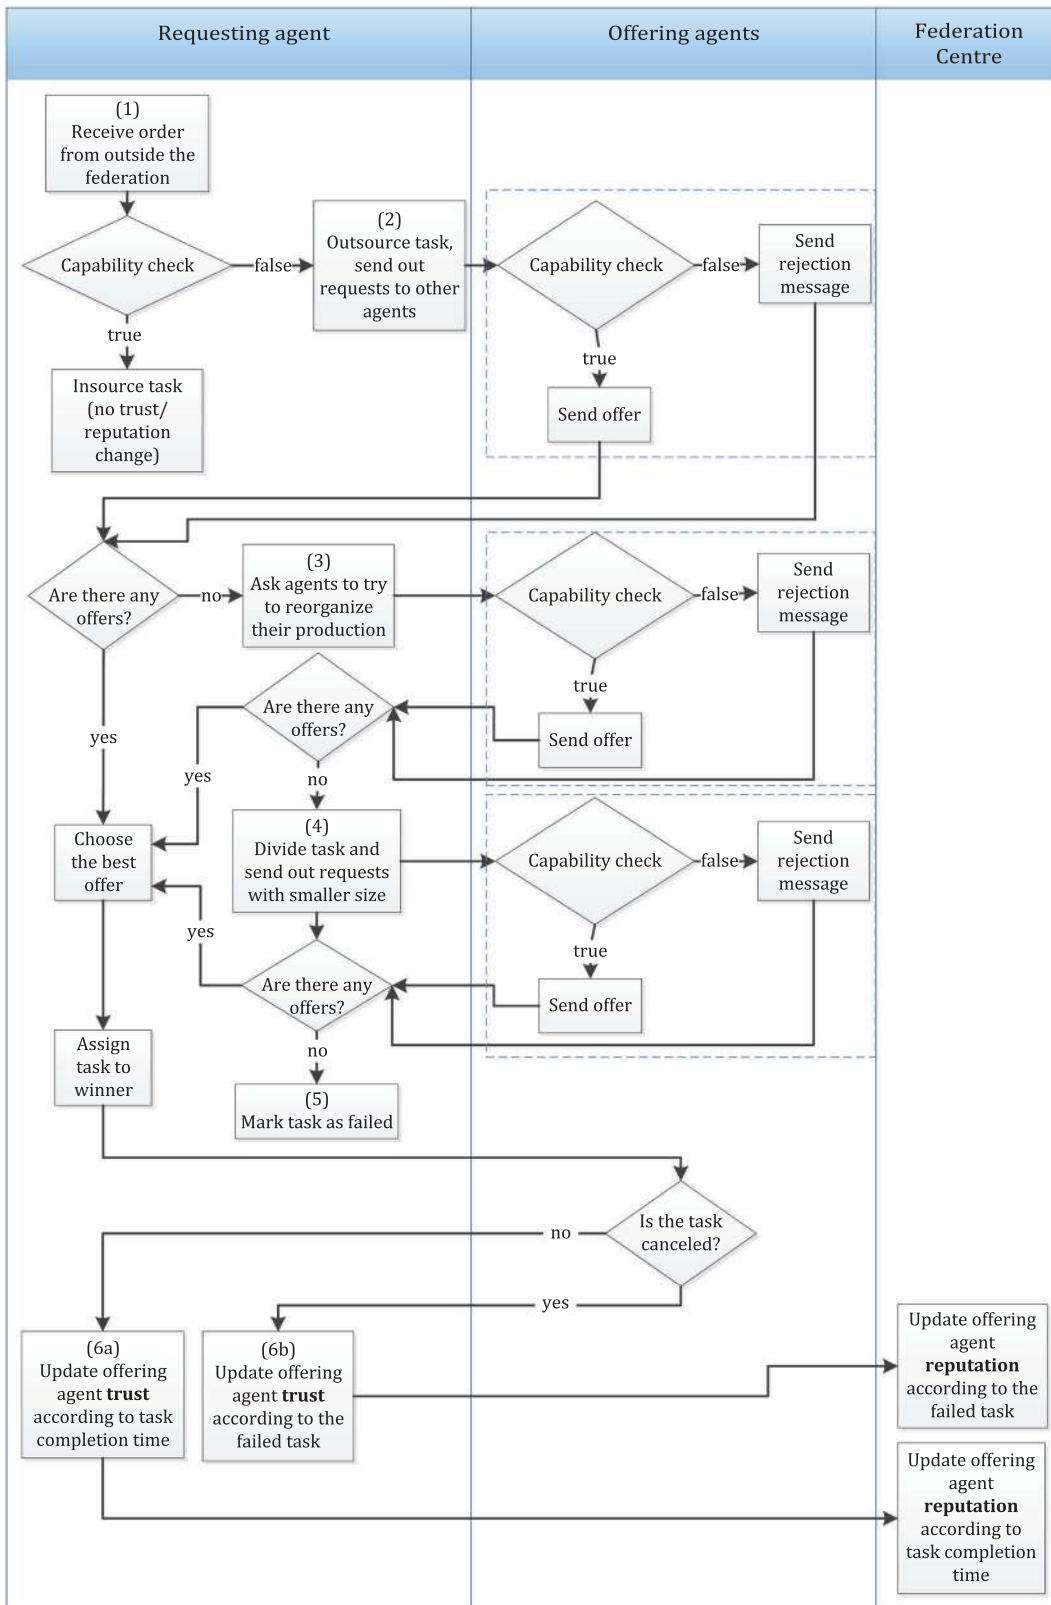 Requesting agent
Offering agents
Federation
Centre
(1)
Receive order
from outside the
federation
Capability check
false
(2)
Outsource task,
send out
requests to other
agents
Capability check
false
Send
rejection
message
true
Insource task
(no trust/
reputation
change)
true
Send offer
Are there any
offers?
no
(3)
Ask agents to try
to reorganize
their production
Capability check
false
Send
rejection
message
true
Send offer
Are there any
offers?
yes
yes
no
Choose
the best
offer
(4)
Divide task and
send out requests
with smaller size
Capability check
false
Send
rejection
message
true
Send offer
yes
Are there any
offers?
no
Assign
task to
winner
(5)
Mark task as failed
Is the task
canceled?
no
yes
(6a)
Update offering
agent trust
according to task
completion time
(6b)
Update offering
agent trust
according to the
failed task
Update offering
agent
reputation
according to the
failed task
Update offering
agent
reputation
according to
task completion
time